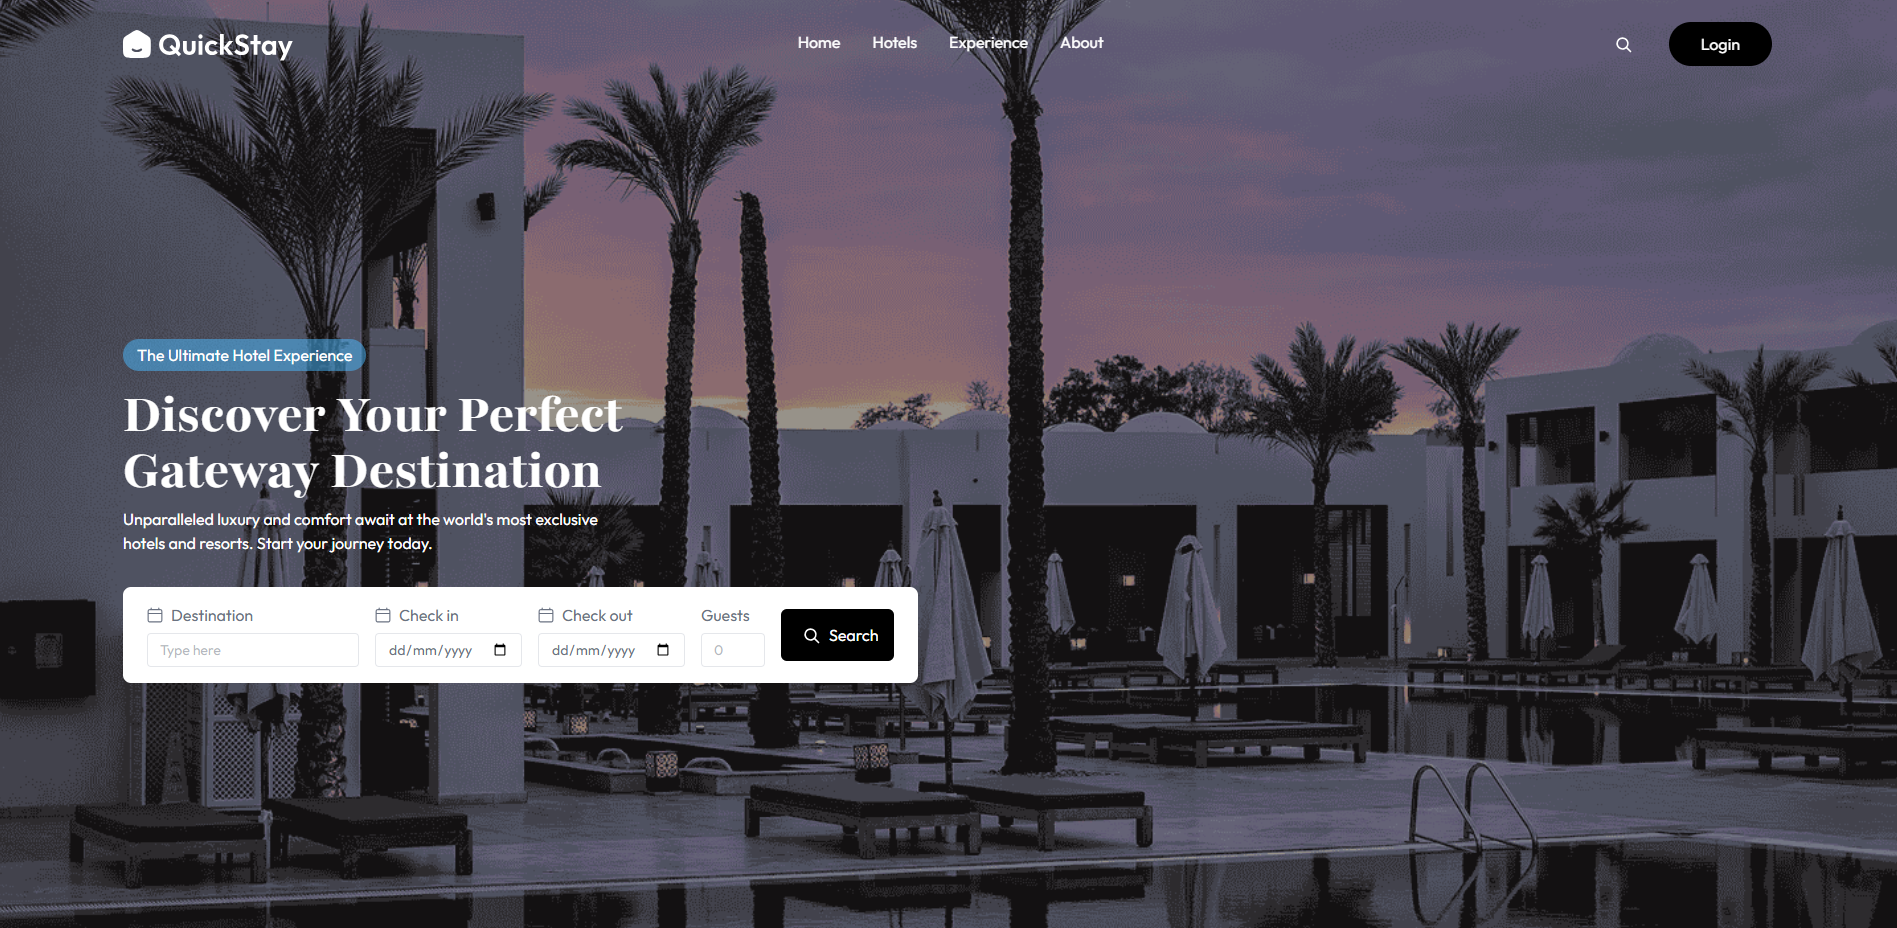 QuickStay
Home
Hotels
Experience
About
Login
The Ultimate Hotel Experience
Discover Your Perfect
Gateway Destination
Unparalleled luxury and comfort await at the world's most exclusive
hotels and resorts. Start your journey today.
Destination
Type here
Check in
dd/mm/yyyy
Check out
dd/mm/yyyy
Guests
0
Search